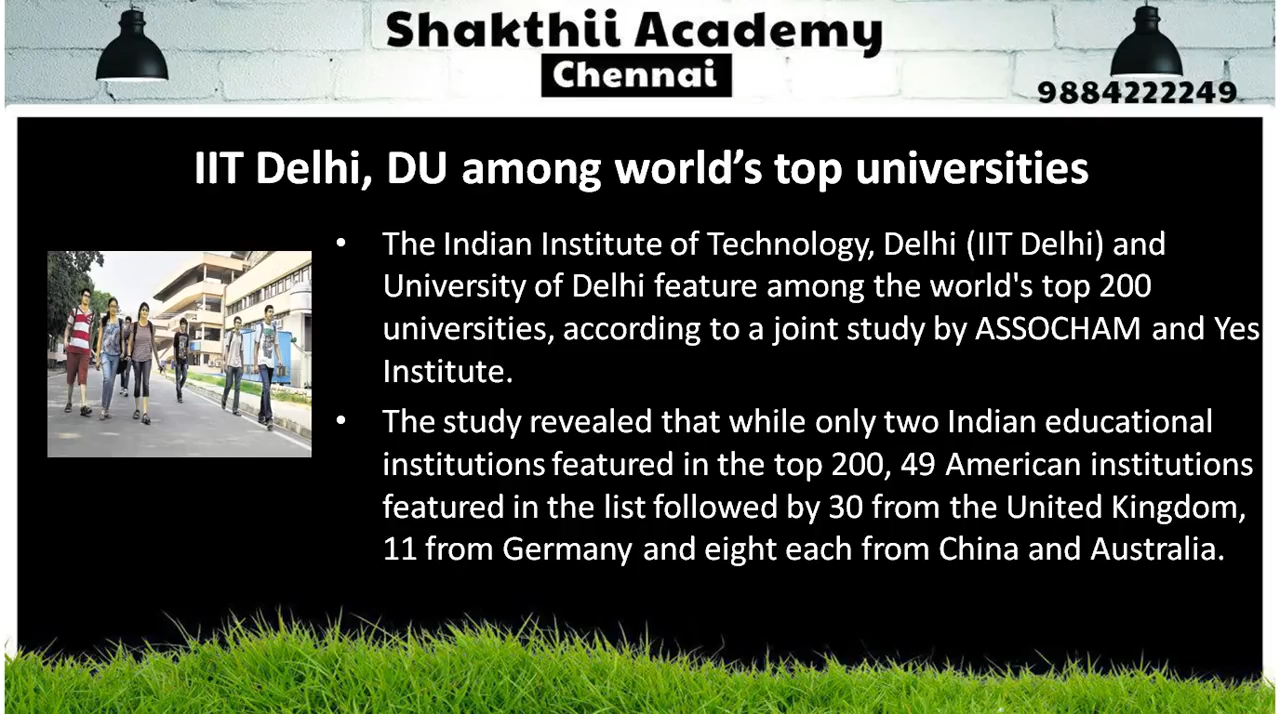 Shakthii Academy
Chennai
9884222249
IIT Delhi, DU among world’s top universities
• The Indian Institute of Technology, Delhi (IIT Delhi) and
University of Delhi feature among the world's top 200
universities, according to a joint study by ASSOCHAM and Yes
Institute.
• The study revealed that while only two Indian educational
institutions featured in the top 200, 49 American institutions
featured in the list followed by 30 from the United Kingdom,
11 from Germany and eight each from China and Australia.